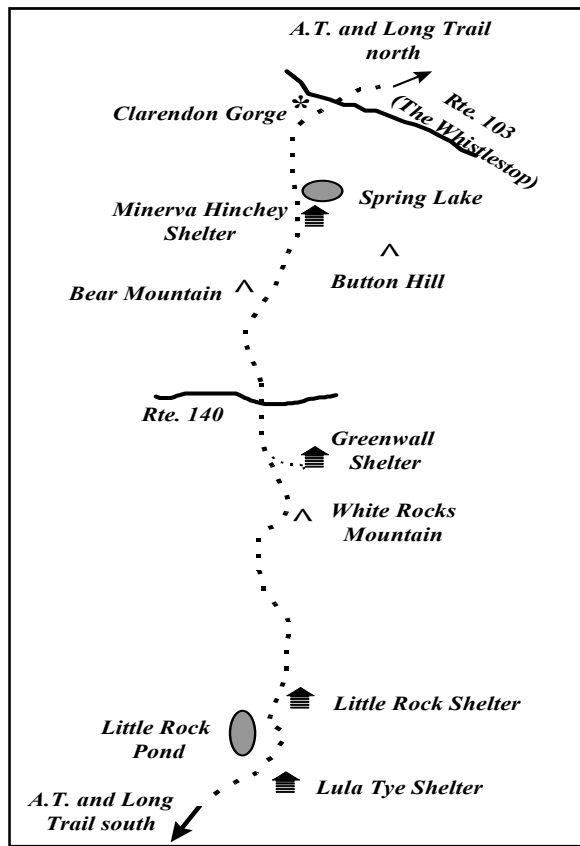 A.T. and Long Trail
north
Rte. 103
(The Whistlestop)
Clarendon Gorge
Minerva Hinchey
Shelter
Spring Lake
Button Hill
Bear Mountain
Rte. 140
Greenwall
Shelter
White Rocks
Mountain
Little Rock Shelter
Little Rock
Pond
Lula Tye Shelter
A.T. and Long
Trail south